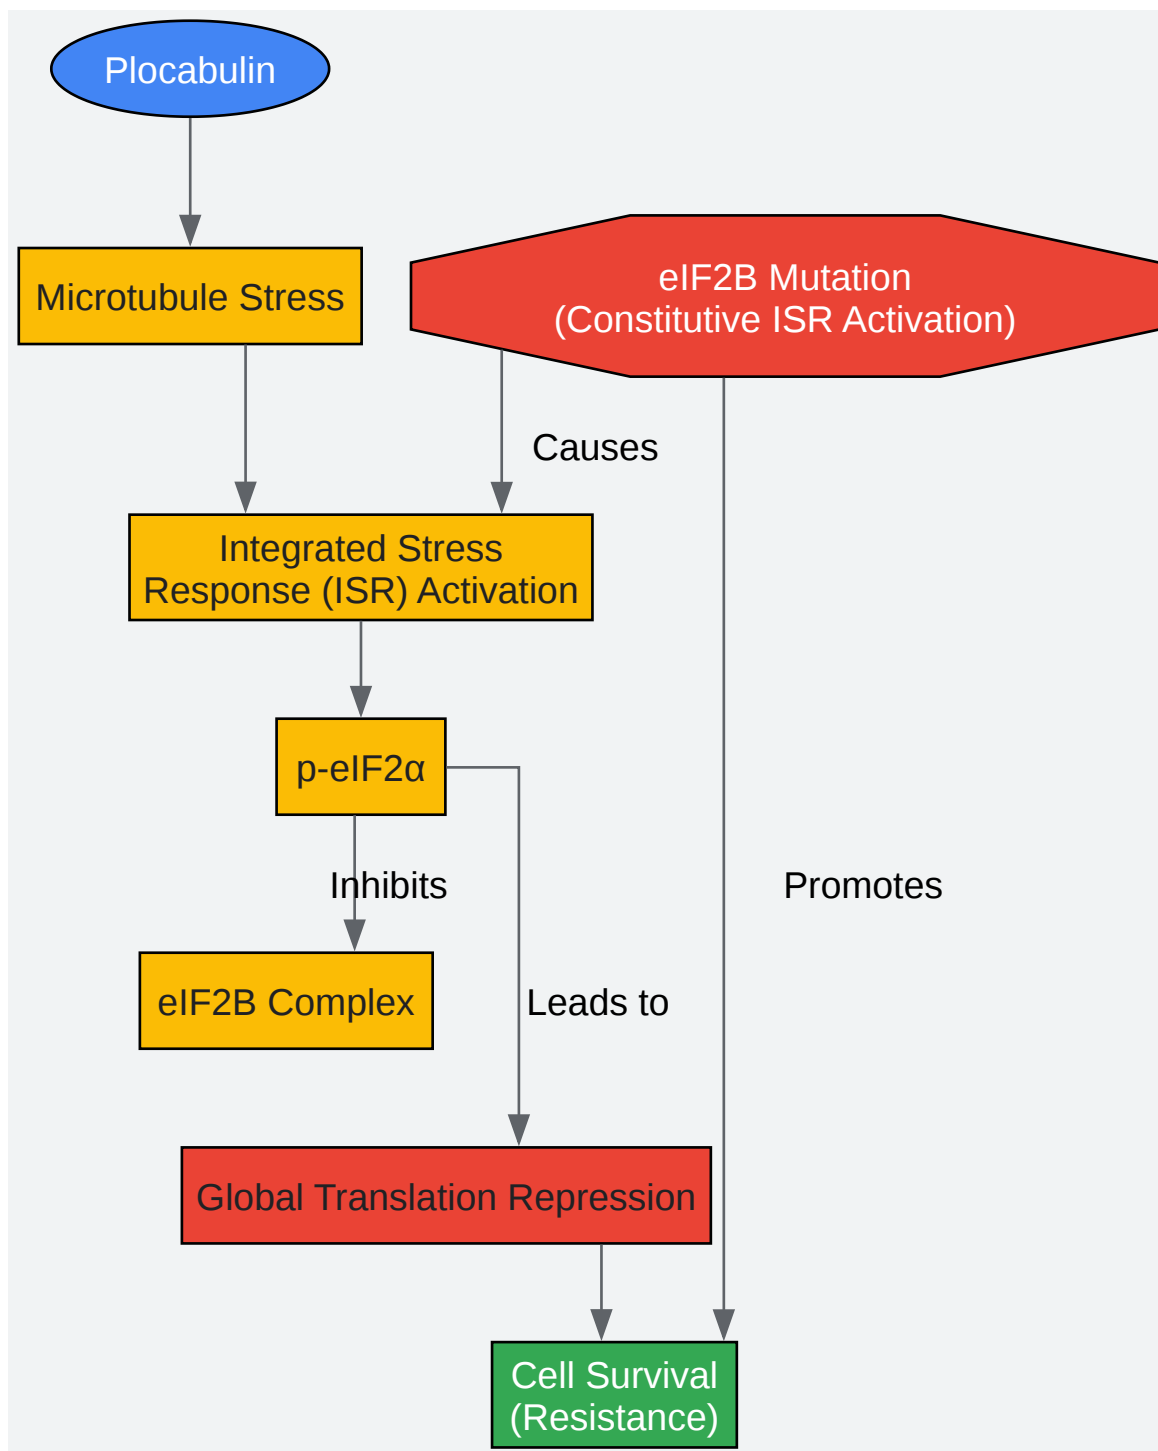 Plocabulin
Microtubule Stress
eIF2B Mutation
(Constitutive ISR Activation)
Causes
Integrated Stress
Response (ISR) Activation
p-eIF2α
Inhibits
Promotes
eIF2B Complex
Leads to
Global Translation Repression
Cell Survival
(Resistance)